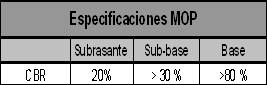 Especificaciones MOP
Subrasante Sub-base Base
CBR 20% > 30 % >80 %